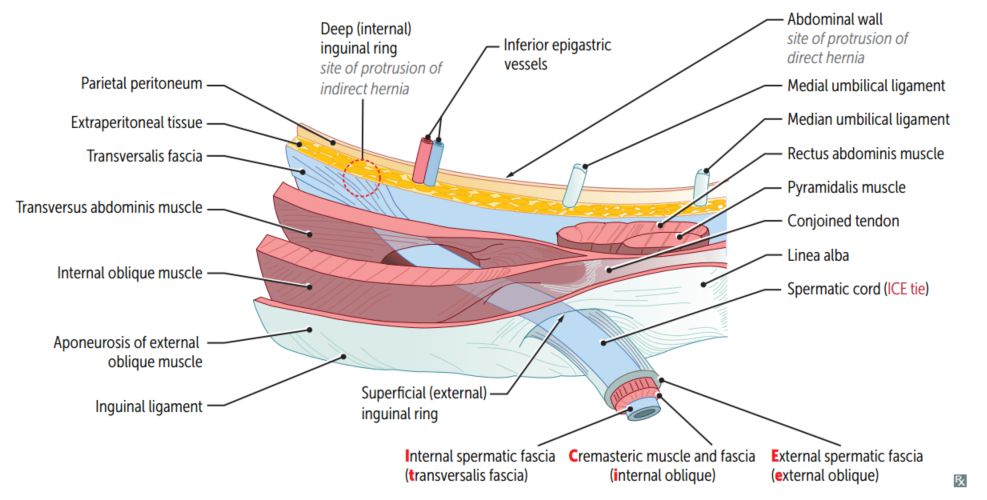 Deep (internal)
inguinal ring
site of protrusion of
indirect hernia
Inferior epigastric
vessels
Abdominal wall
site of protrusion of
direct hernia
Parietal peritoneum
Medial umbilical ligament
Extraperitoneal tissue
Median umbilical ligament
Transversalis fascia
Rectus abdominis muscle
Pyramidalis muscle
Transversus abdominis muscle
Conjoined tendon
Linea alba
Internal oblique muscle
Spermatic cord (ICE tie)
Aponeurosis of external
oblique muscle
Superficial (external)
inguinal ring
Inguinal ligament
Internal spermatic fascia
(transversalis fascia)
Cremasteric muscle and fascia
(internal oblique)
External spermatic fascia
(external oblique)
Rx